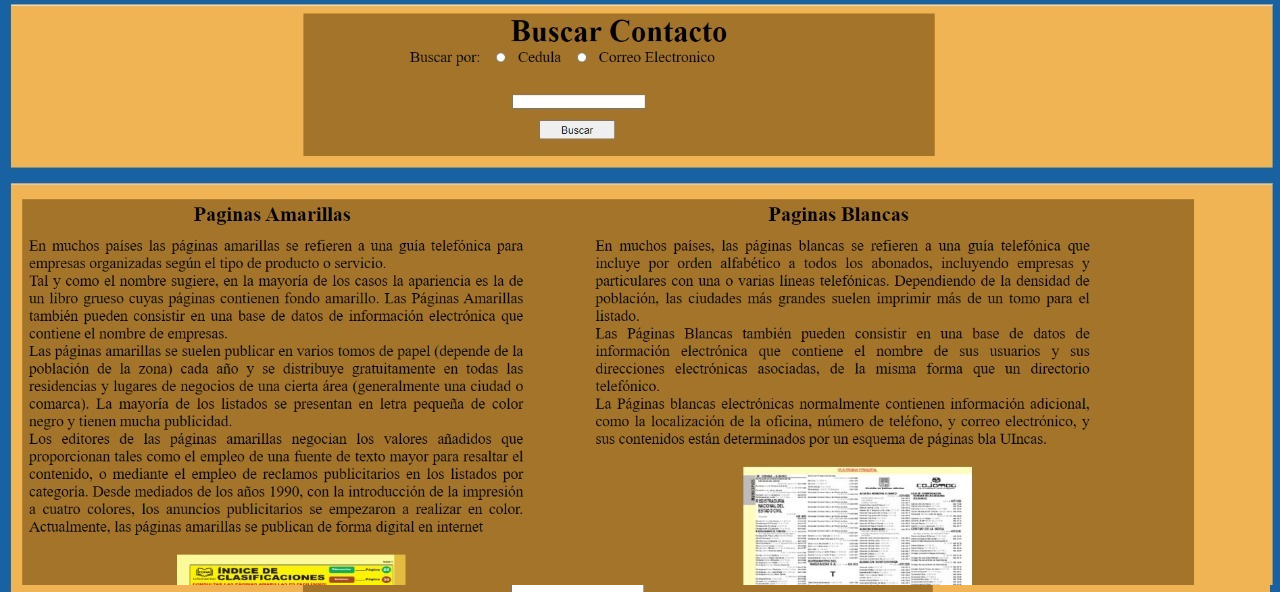 Buscar Contacto
Buscar por: Cedula Correo Electronico
Buscar
Paginas Amarillas
En muchos países las páginas amarillas se refieren a una guía telefónica para
empresas organizadas según el tipo de producto o servicio.
Tal y como el nombre sugiere, en la mayoría de los casos la apariencia es la de
un libro grueso cuyas páginas contienen fondo amarillo. Las Páginas Amarillas
también pueden consistir en una base de datos de información electrónica que
contiene el nombre de empresas.
Las páginas amarillas se suelen publicar en varios tomos de papel (depende de la
población de la zona) cada año y se distribuye gratuitamente en todas las
residencias y lugares de negocios de una cierta área (generalmente una ciudad o
comarca). La mayoría de los listados se presentan en letra pequeña de color
negro y tienen mucha publicidad.
Los editores de las páginas amarillas negocian los valores añadidos que
proporcionan tales como el empleo de una fuente de texto mayor para resaltar el
contenido, o mediante el empleo de reclamos publicitarios en los listados por
categoría. Desde mediados de los años 1990, con la introducción de la impresión
a cuatro colores, los anuncios publicitarios se empezaron a realizar en color.
Actualmente, las páginas amarillas se publican de forma digital en internet
ÍNDICE DE
CLASIFICACIONES
Paginas Blancas
En muchos países, las páginas blancas se refieren a una guía telefónica que
incluye por orden alfabético a todos los abonados, incluyendo empresas y
particulares con una o varias líneas telefónicas. Dependiendo de la densidad de
población, las ciudades más grandes suelen imprimir más de un tomo para el
listado.
Las Páginas Blancas también pueden consistir en una base de datos de
información electrónica que contiene el nombre de sus usuarios y sus
direcciones electrónicas asociadas, de la misma forma que un directorio
telefónico.
La Páginas blancas electrónicas normalmente contienen información adicional,
como la localización de la oficina, número de teléfono, y correo electrónico, y
sus contenidos están determinados por un esquema de páginas bla UIncas.
REGISTRADURIA
NACIONAL DEL
ESTADO CIVIL
T